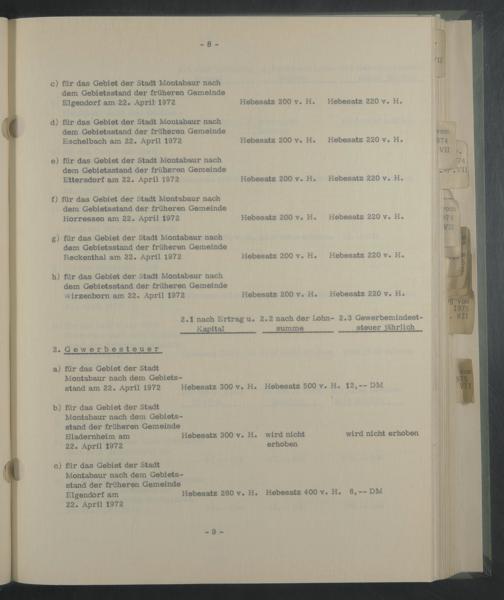 - 8 -
c) für das Gebiet der Stadt Montabaur nach
dem Gebietsstand der früheren Gemeinde
Elgendorf am 22. April 1972 Hebesatz 200 v. H. Hebesatz 220 v. H.
d) für das Gebiet der Stadt Montabaur nach
dem Gebietsstand der früheren Gemeinde
Eschelbach am 22. April 1972 Hebesatz 200 v. H. Hebesatz 220 v. H.
e) für das Gebiet der Stadt Montabaur nach
dem Gebietsstand der früheren Gemeinde
Ettersdorf am 22. April 1972 Hebesatz 200 v. H. Hebesatz 220 v. H.
f) für das Gebiet der Stadt Montabaur nach
dem Gebietsstand der früheren Gemeinde
Horressen am 22. April 1972 Hebesatz 200 v. H. Hebesatz 220 v. H.
g) für das Gebiet der Stadt Montabaur nach
dem Gebietsstand der früheren Gemeinde
Reckenthal am 22. April 1972 Hebesatz 200 v. H. Hebesatz 220 v. H.
h) für das Gebiet der Stadt Montabaur nach
dem Gebietsstand der früheren Gemeinde
Wirzenborn am 22. April 1972 Hebesatz 200 v. H. Hebesatz 220 v. H.
2.1 nach Ertrag u. 2.2 nach der Lohn- 2.3 Gewerbemindest-
Kapital summe steuer jährlich
2. Gewerbesteuer
a) für das Gebiet der Stadt
Montabaur nach dem Gebiets-
stand am 22. April 1972 Hebesatz 300 v. H. Hebesatz 500 v. H. 12,-- DM
b) für das Gebiet der Stadt
Montabaur nach dem Gebiets-
stand der früheren Gemeinde
Bladernheim am Hebesatz 300 v. H. wird nicht wird nicht erhoben
22. April 1972 erhoben
c) für das Gebiet der Stadt
Montabaur nach dem Gebiets-
stand der früheren Gemeinde
Elgendorf am Hebesatz 280 v. H. Hebesatz 400 v. H. 6,-- DM
22. April 1972
- 9 -